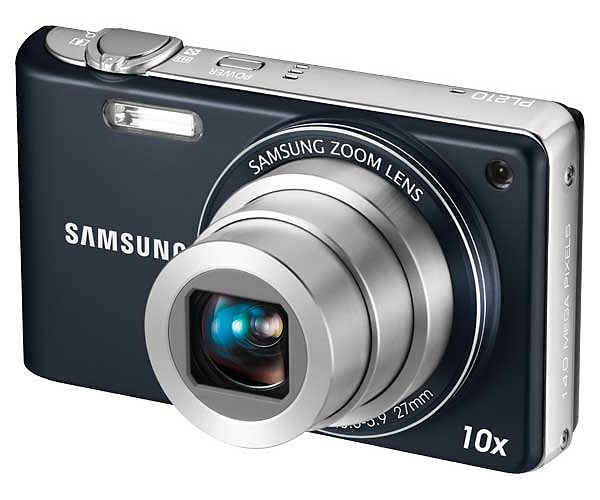 POWER
PL210
SAMSUNG ZOOM LENS
SAMSUNG
14.0 MEGA PIXELS
27mm
10x